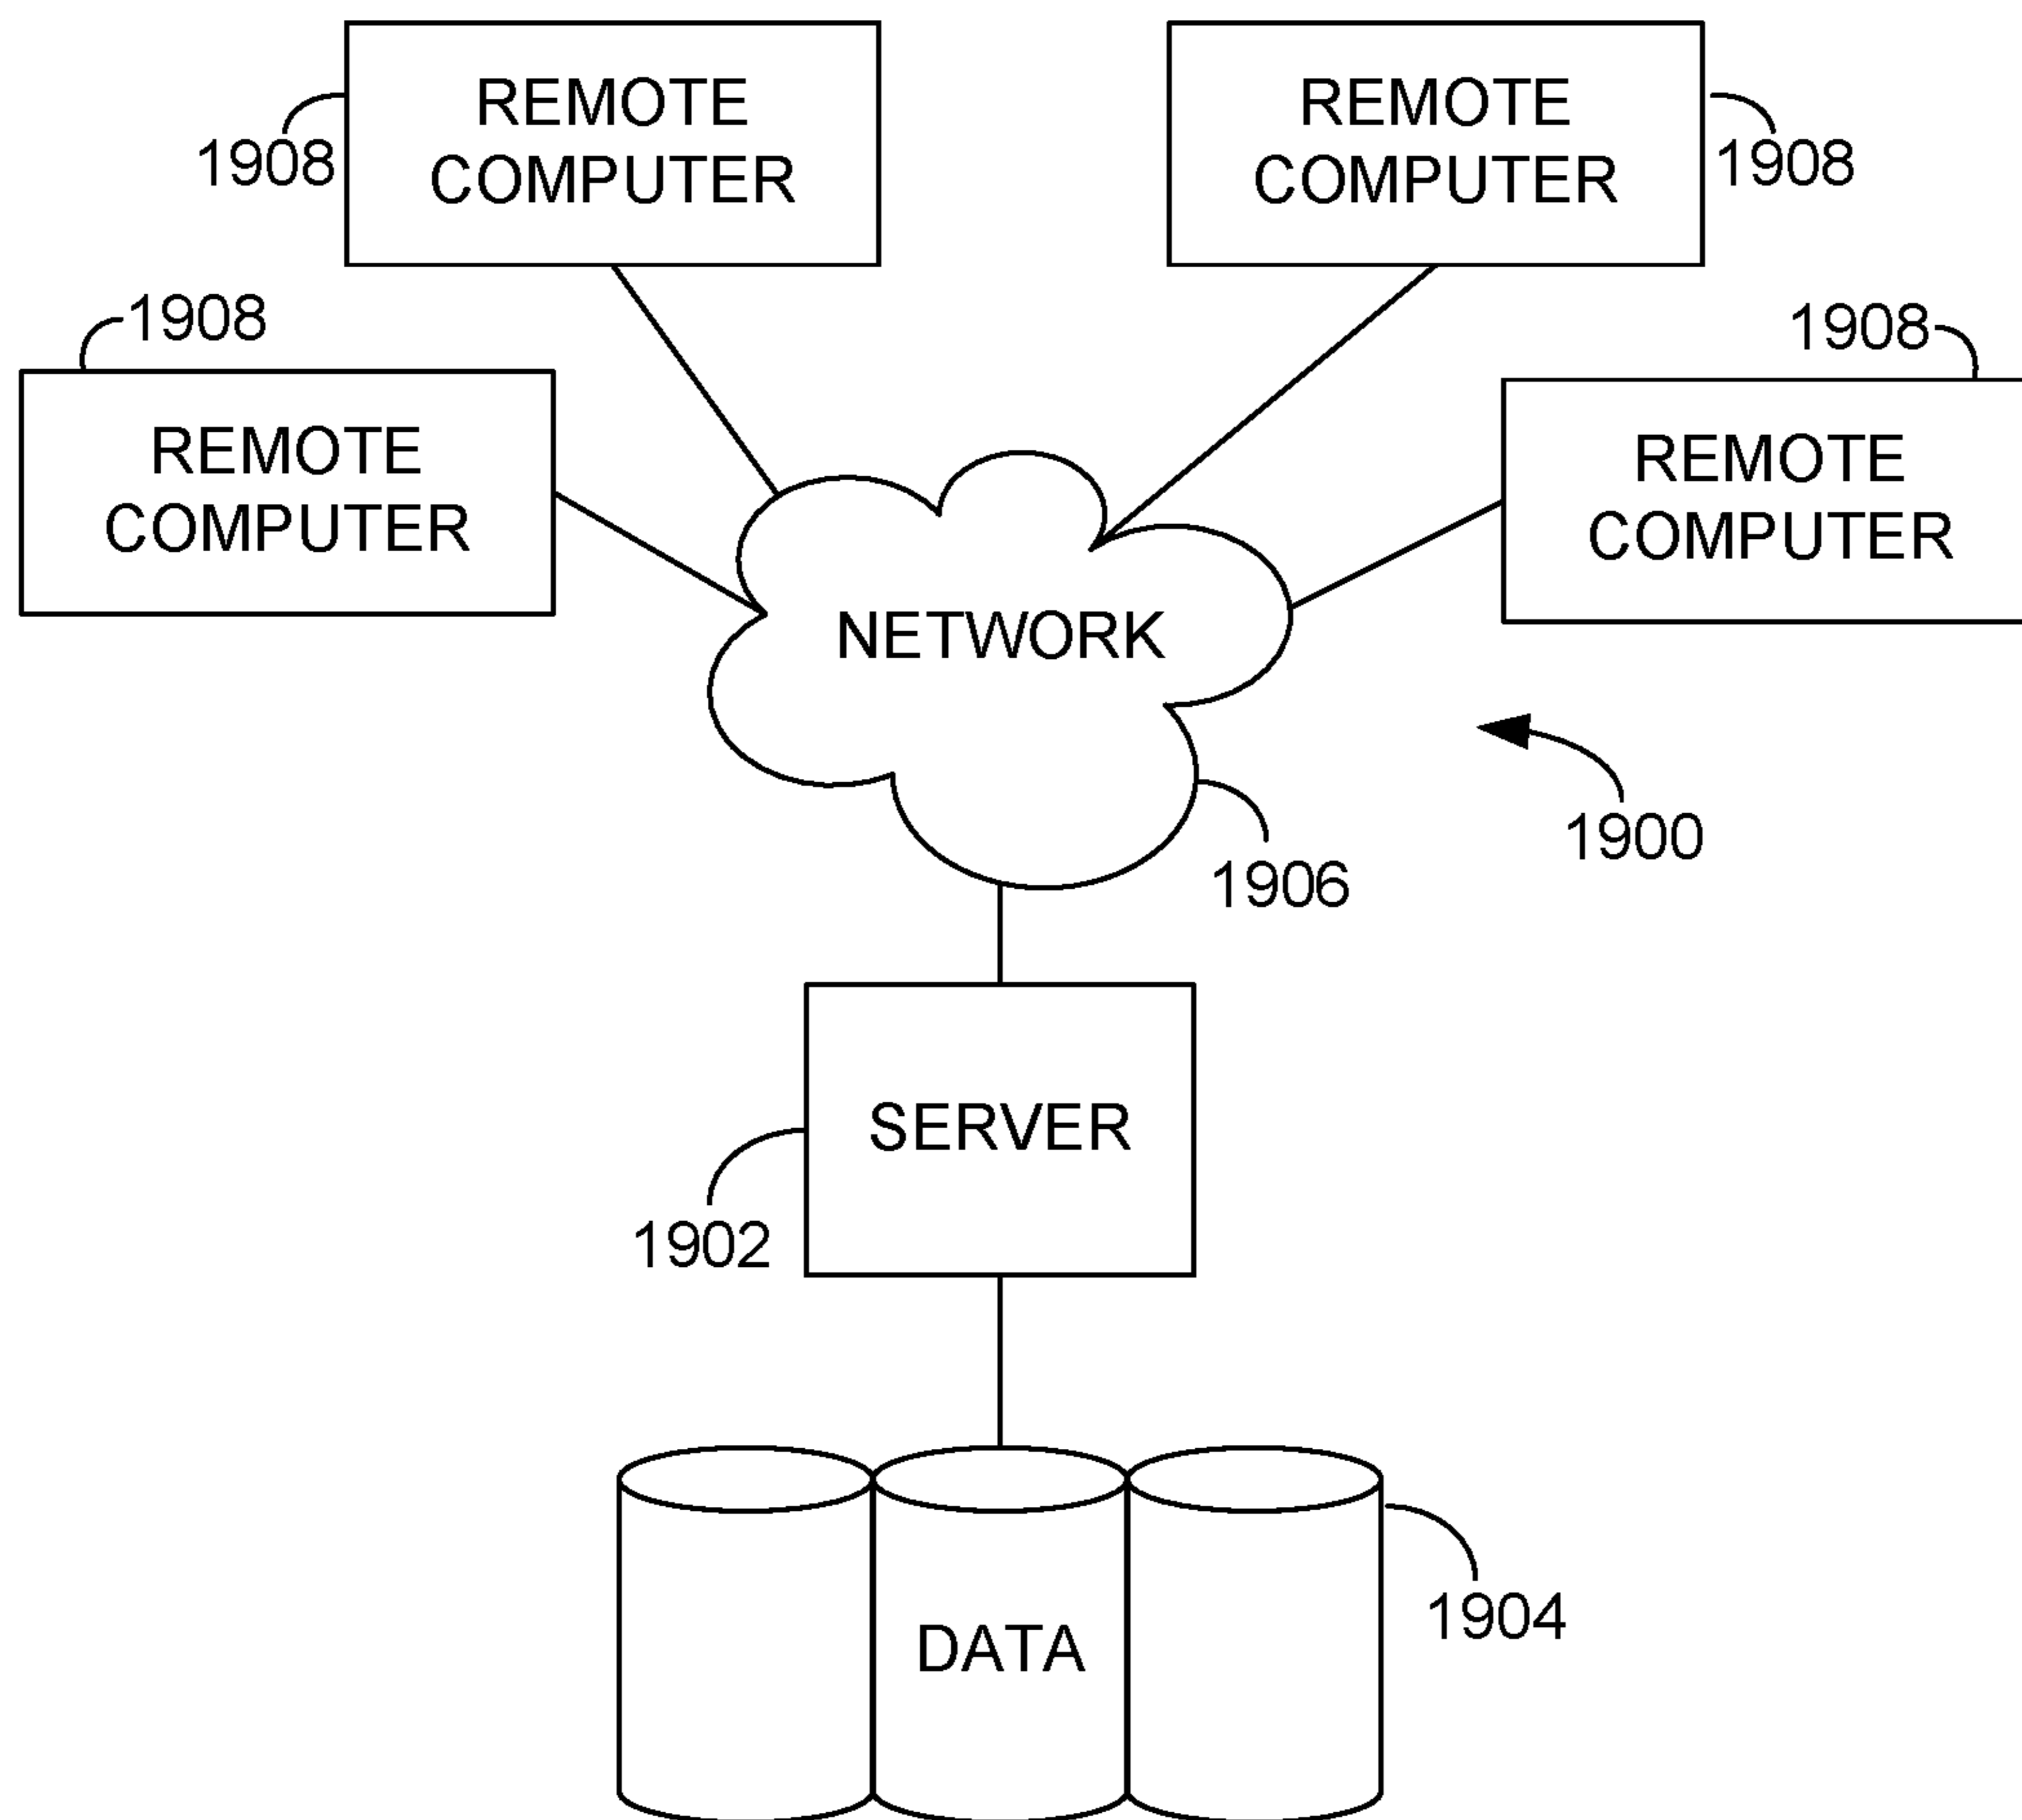 REMOTE
COMPUTER
1908
REMOTE
COMPUTER
1908
1908
REMOTE
COMPUTER
1908
REMOTE
COMPUTER
NETWORK
1900
1906
SERVER
1902
DATA
1904